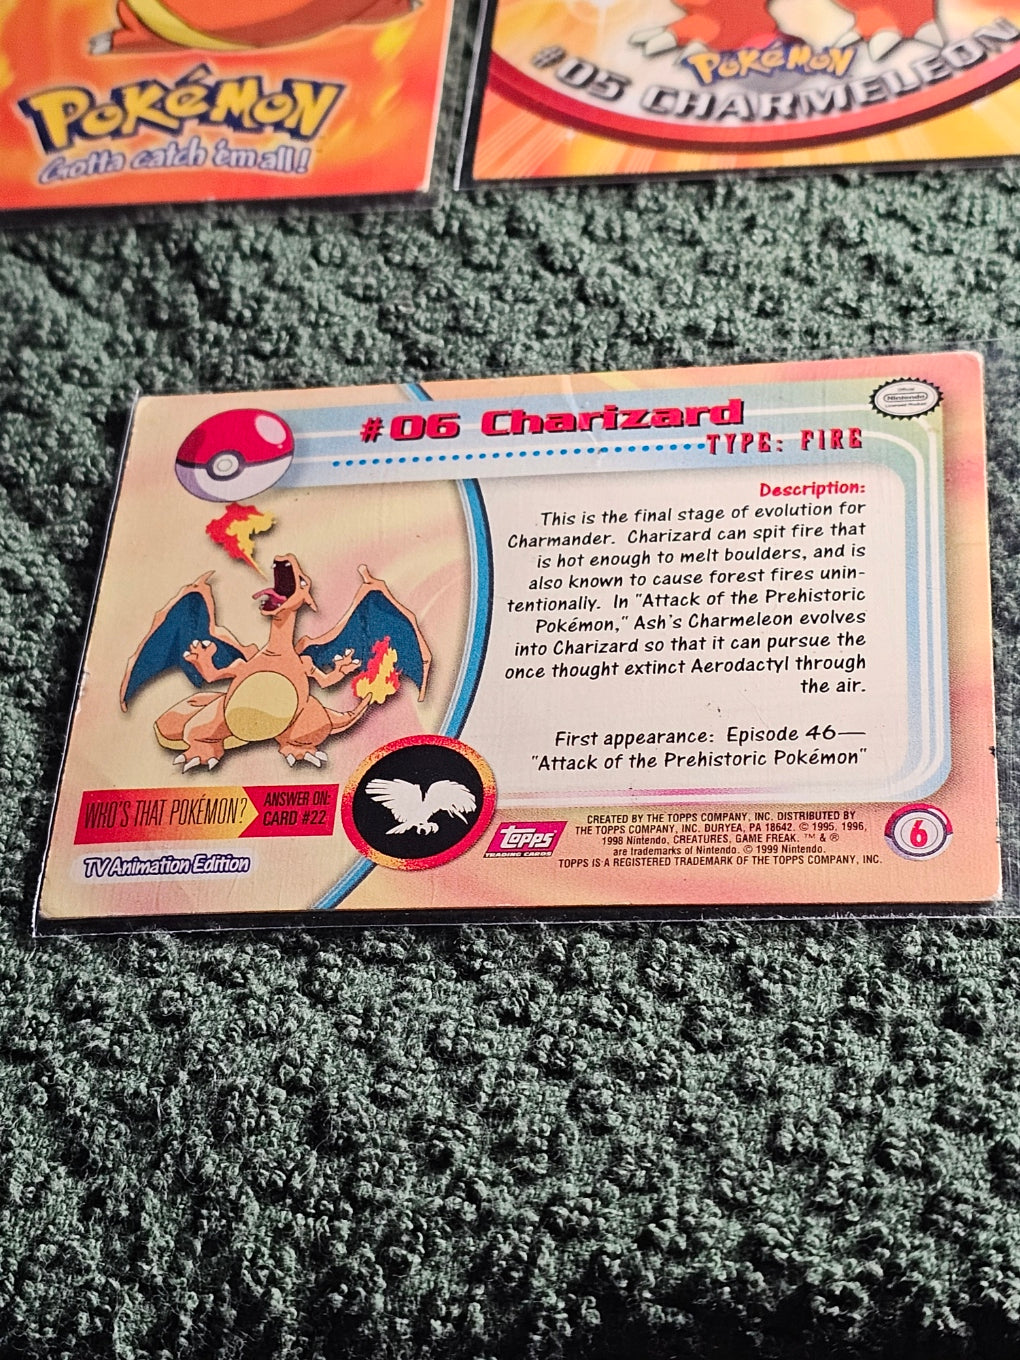 POKéMON
Gotta catch 'em all!
POKéMON
#05 CHARMELEON
#06 Charizard
TYPE: FIRE
Official
Nintendo
Description:
This is the final stage of evolution for
Charmander. Charizard can spit fire that
is hot enough to melt boulders, and is
also known to cause forest fires unin-
tentionally. In "Attack of the Prehistoric
Pokémon," Ash's Charmeleon evolves
into Charizard so that it can pursue the
once thought extinct Aerodactyl through
the air.
First appearance: Episode 46—
"Attack of the Prehistoric Pokémon"
WHO'S THAT POKÉMON?
ANSWER ON:
CARD #22
TV Animation Edition
Topps
TRADING CARDS
CREATED BY THE TOPPS COMPANY, INC. DISTRIBUTED BY
THE TOPPS COMPANY, INC. DURYEA, PA 18642. © 1995, 1996,
1998 Nintendo, CREATURES, GAME FREAK. ™ & ®
are trademarks of Nintendo. © 1999 Nintendo.
TOPPS IS A REGISTERED TRADEMARK OF THE TOPPS COMPANY, INC.
6